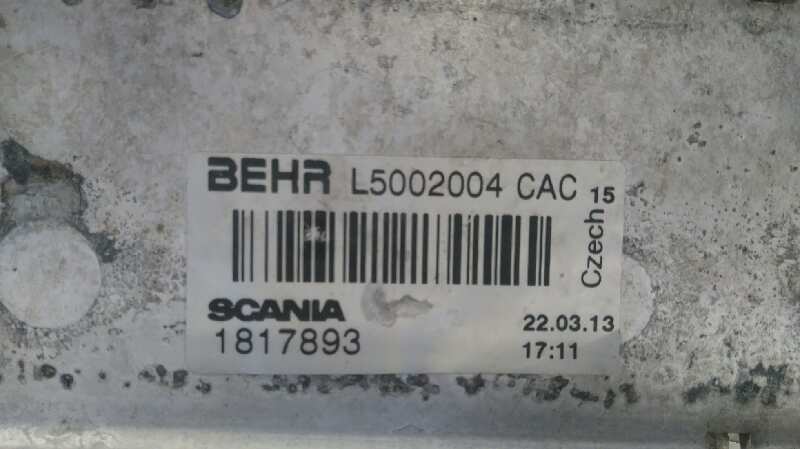 BEHR L5002004 CAC
Czech 15
SCANIA
1817893
22.03.13
17:11